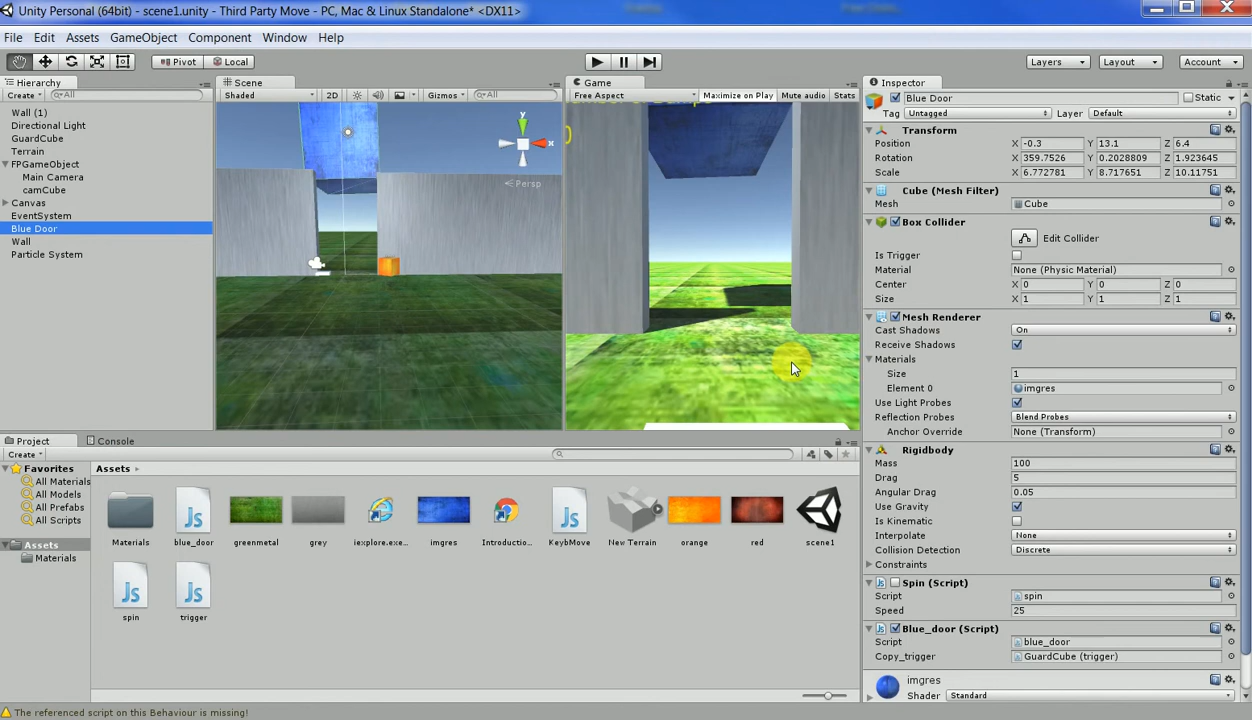 Unity Personal (64bit) - scene1.unity - Third Party Move - PC, Mac & Linux Standalone* <DX11>
File Edit Assets GameObject Component Window Help
Pivot Local Layers Layout Account
Hierarchy
Create All
Wall (1)
Directional Light
GuardCube
Terrain
FPGameObject
Main Camera
camCube
Canvas
EventSystem
Blue Door
Wall
Particle System
Scene
Shaded 2D Gizmos All
y
x
Persp
Game
Free Aspect Maximize on Play Mute audio Stats
Inspector
Blue Door Static
Tag Untagged Layer Default
Transform
Position X -0.3 Y 13.1 Z 6.4
Rotation X 359.7526 Y 0.2028809 Z 1.923645
Scale X 6.772781 Y 8.717651 Z 10.11751
Cube (Mesh Filter)
Mesh Cube
Box Collider
Edit Collider
Is Trigger
Material None (Physic Material)
Center X 0 Y 0 Z 0
Size X 1 Y 1 Z 1
Mesh Renderer
Cast Shadows On
Receive Shadows
Materials
Size 1
Element 0 imgres
Use Light Probes
Reflection Probes Blend Probes
Anchor Override None (Transform)
Rigidbody
Mass 100
Drag 5
Angular Drag 0.05
Use Gravity
Is Kinematic
Interpolate None
Collision Detection Discrete
Constraints
Spin (Script)
Script spin
Speed 25
Blue_door (Script)
Script blue_door
Copy_trigger GuardCube (trigger)
imgres
Shader Standard
Project Console
Create
Favorites
All Materials
All Models
All Prefabs
All Scripts
Assets
Materials
Assets
Materials blue_door greenmetal grey iexplore.exe... imgres Introductio... KeybMove New Terrain orange red scene1
spin trigger
The referenced script on this Behaviour is missing!